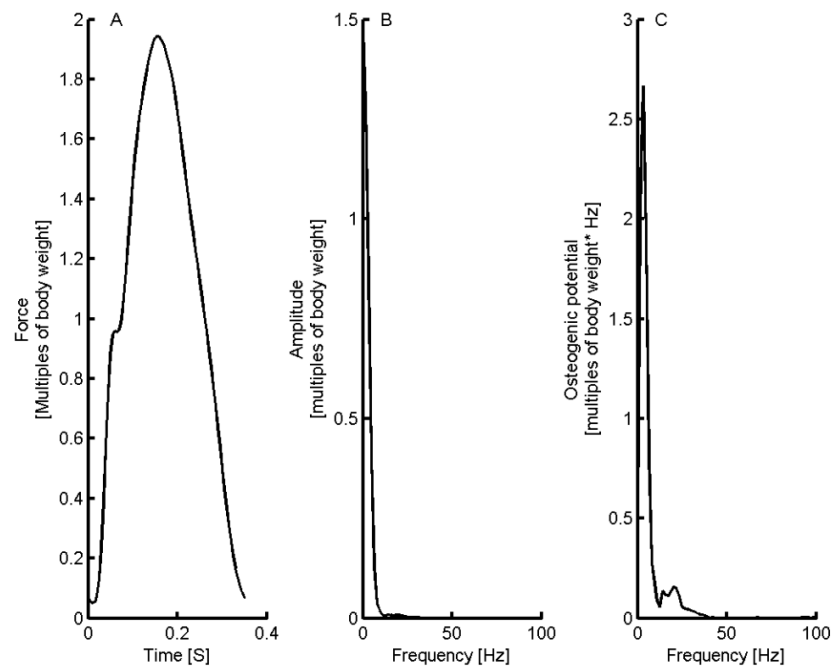 A
2
1.8
1.6
1.4
1.2
1
0.8
0.6
0.4
0.2
0
Force
[Multiples of body weight]
0
0.2
0.4
Time [S]
B
1.5
1
0.5
0
Amplitude
[multiples of body weight]
0
50
100
Frequency [Hz]
C
3
2.5
2
1.5
1
0.5
0
Osteogenic potential
[multiples of body weight* Hz]
0
50
100
Frequency [Hz]